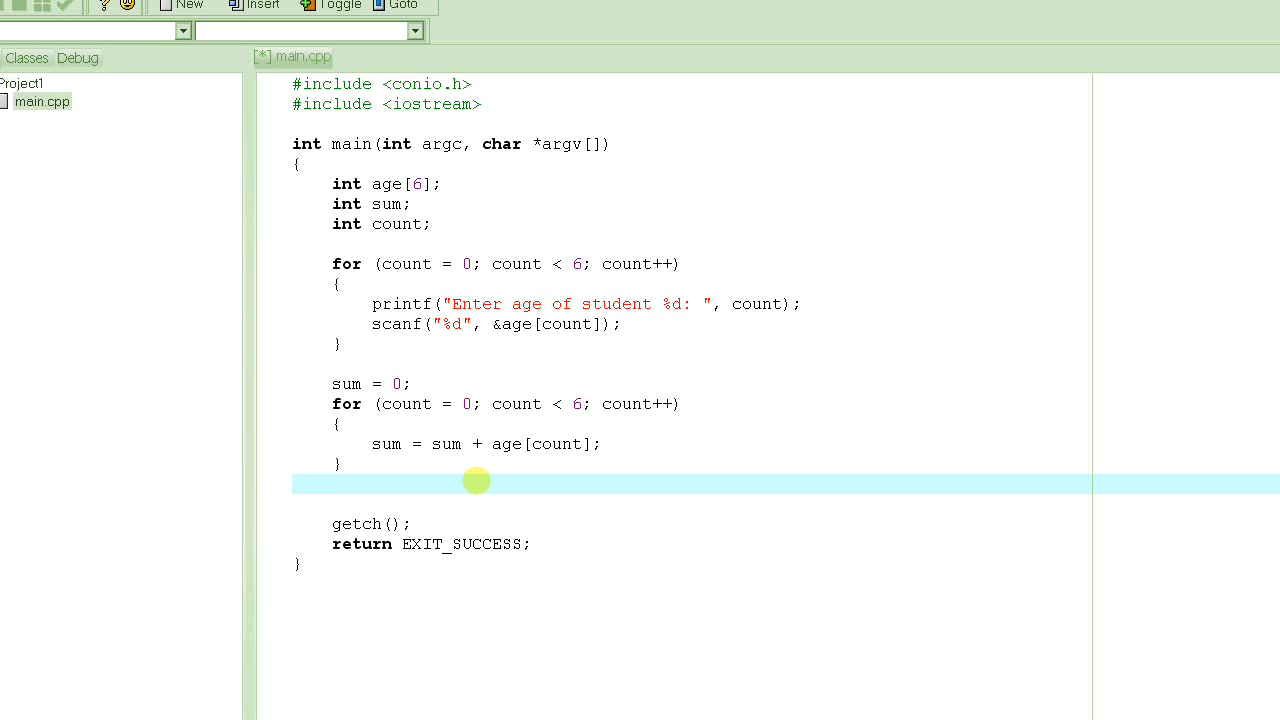 New Insert Toggle Goto
Classes Debug
[*] main.cpp
Project1
main.cpp
#include <conio.h>
#include <iostream>
int main(int argc, char *argv[])
{
int age[6];
int sum;
int count;
for (count = 0; count < 6; count++)
{
printf("Enter age of student %d: ", count);
scanf("%d", &age[count]);
}
sum = 0;
for (count = 0; count < 6; count++)
{
sum = sum + age[count];
}
getch();
return EXIT_SUCCESS;
}